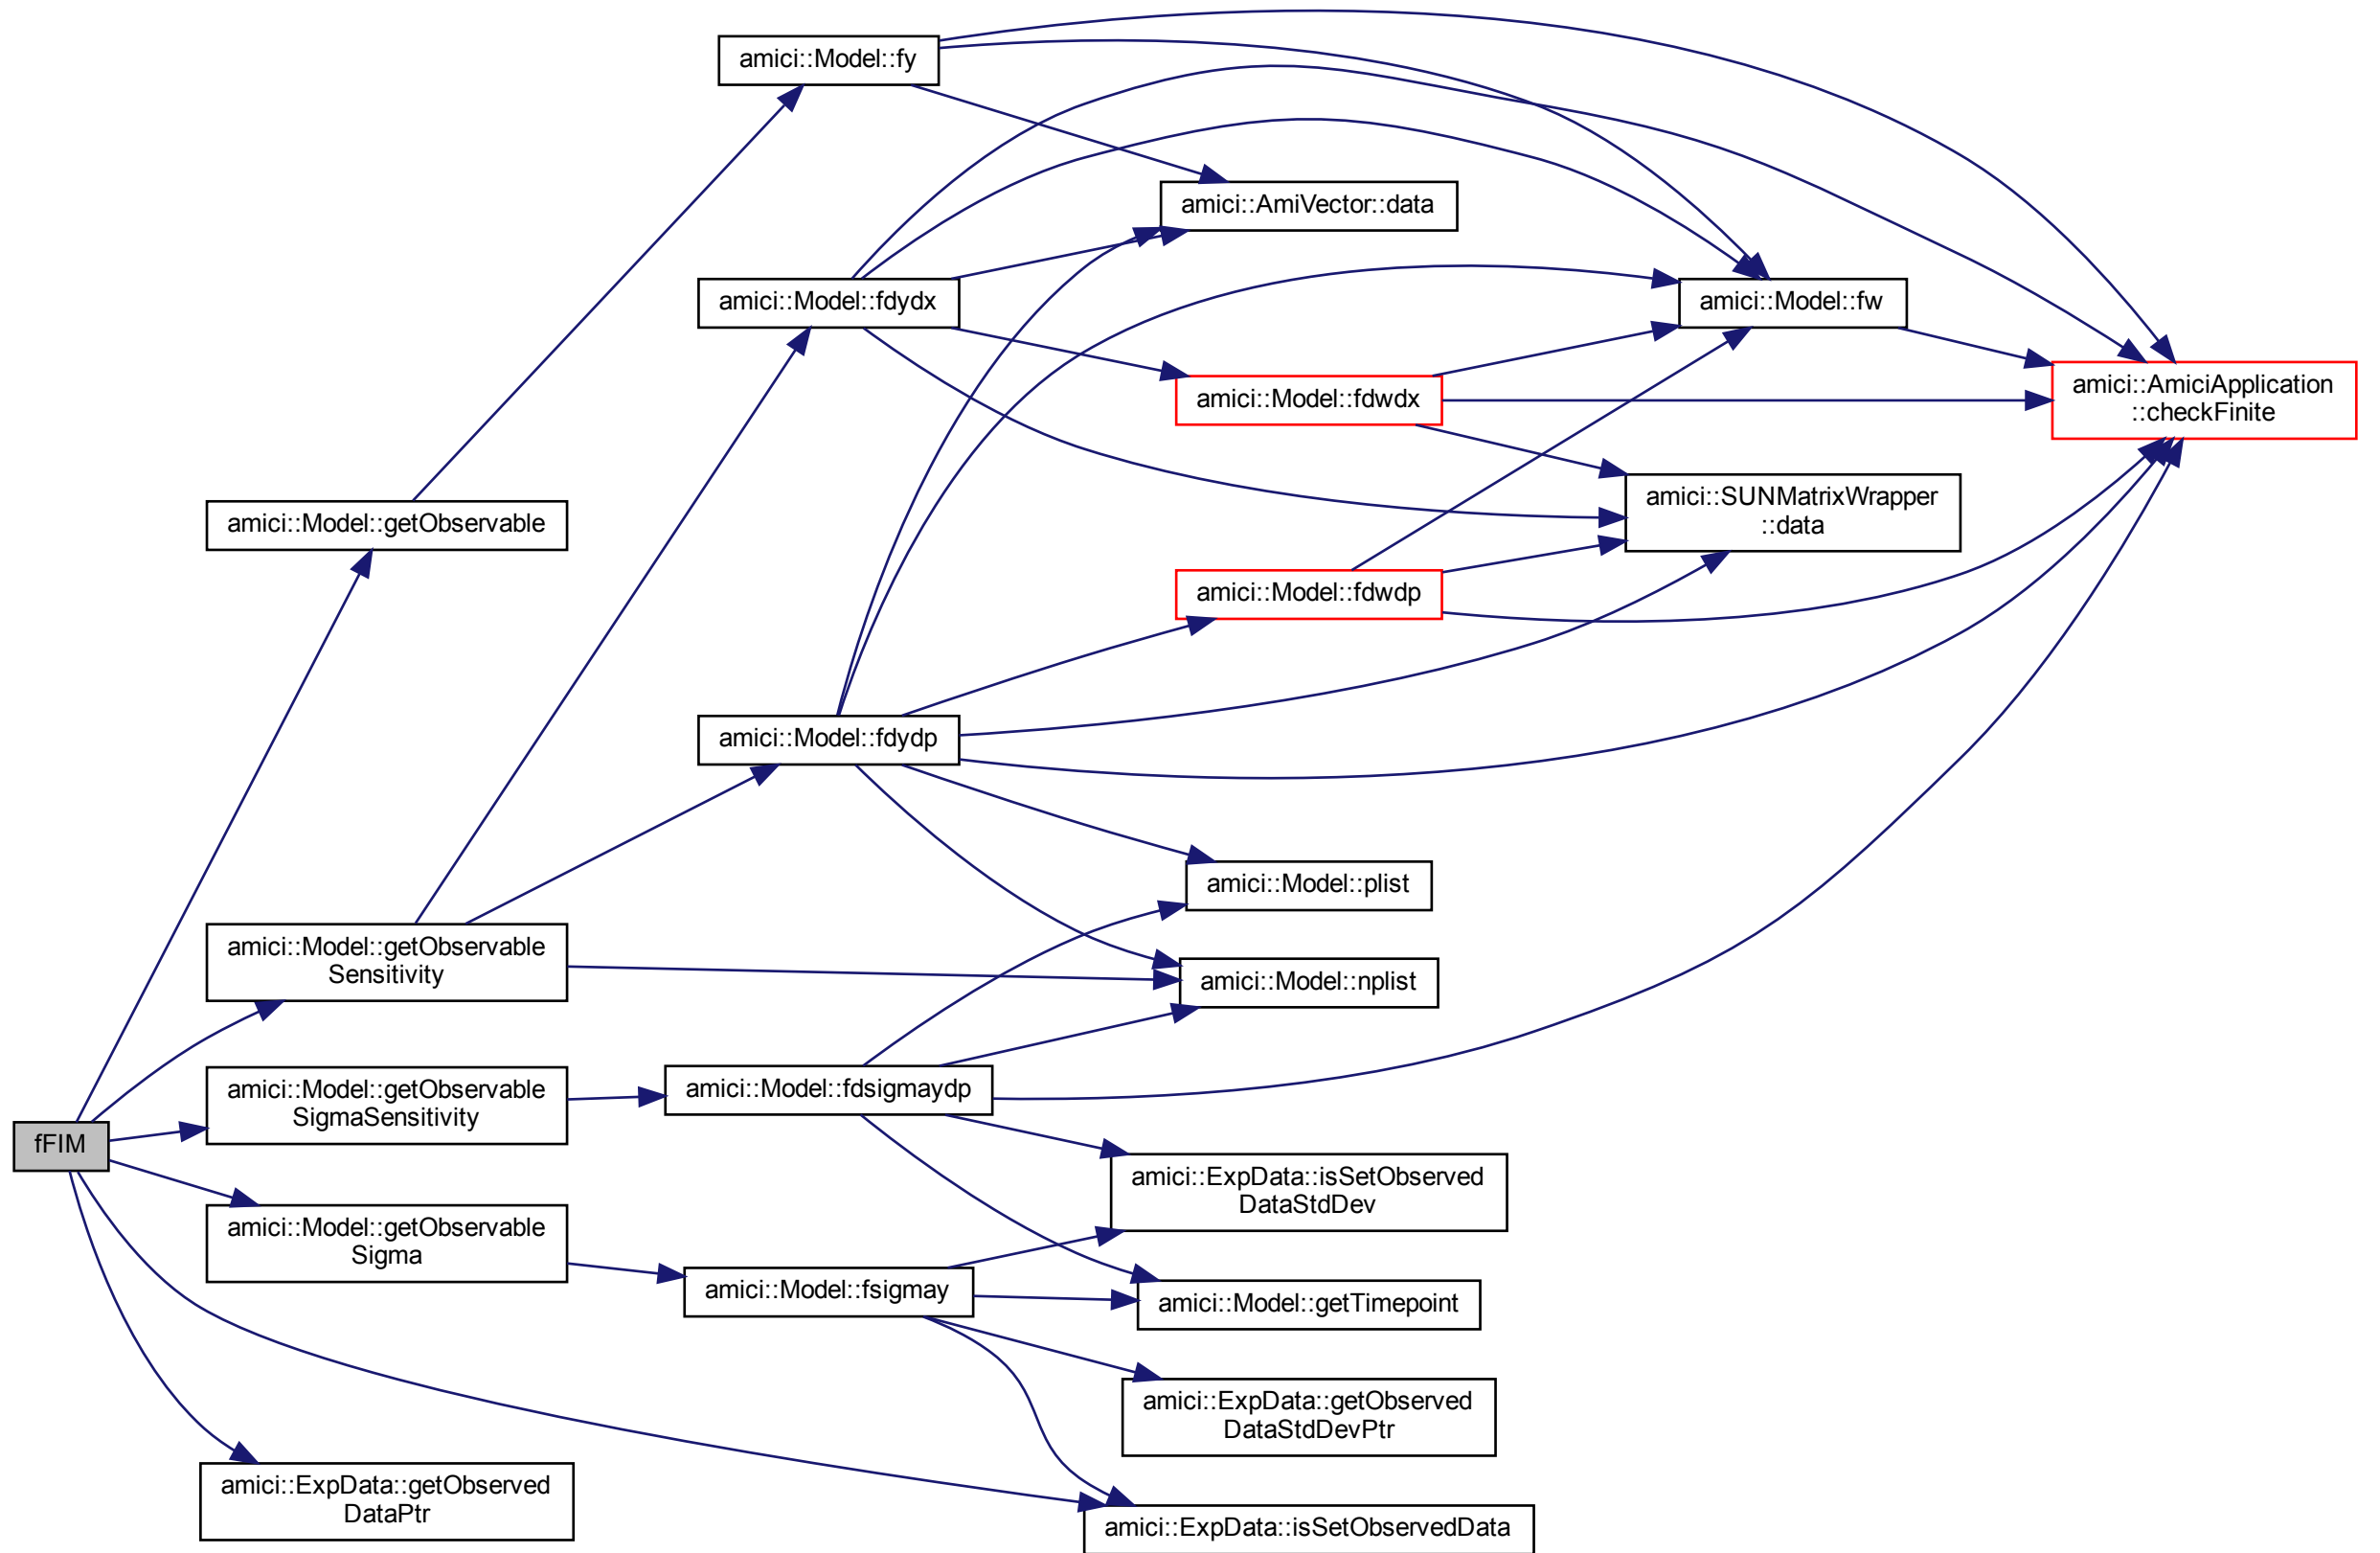 amici::Model::fy
amici::AmiVector::data
amici::Model::fdydx
amici::Model::fw
amici::Model::fdwdx
amici::AmiciApplication
::checkFinite
amici::Model::getObservable
amici::SUNMatrixWrapper
::data
amici::Model::fdwdp
amici::Model::fdydp
amici::Model::plist
amici::Model::getObservable
Sensitivity
amici::Model::nplist
amici::Model::getObservable
SigmaSensitivity
amici::Model::fdsigmaydp
fFIM
amici::ExpData::isSetObserved
DataStdDev
amici::Model::getObservable
Sigma
amici::Model::fsigmay
amici::Model::getTimepoint
amici::ExpData::getObserved
DataStdDevPtr
amici::ExpData::getObserved
DataPtr
amici::ExpData::isSetObservedData